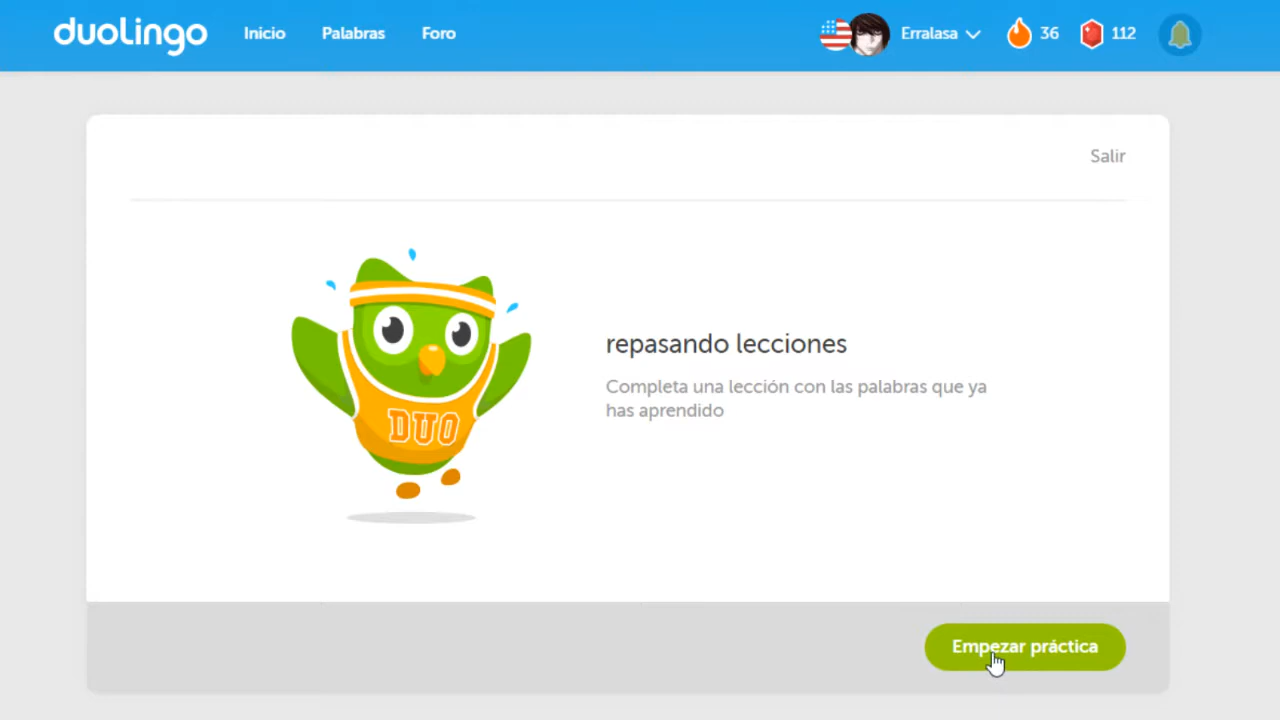 duolingo
Inicio
Palabras
Foro
Erralasa
36
112
Salir
DUO
repasando lecciones
Completa una lección con las palabras que ya
has aprendido
Empezar práctica